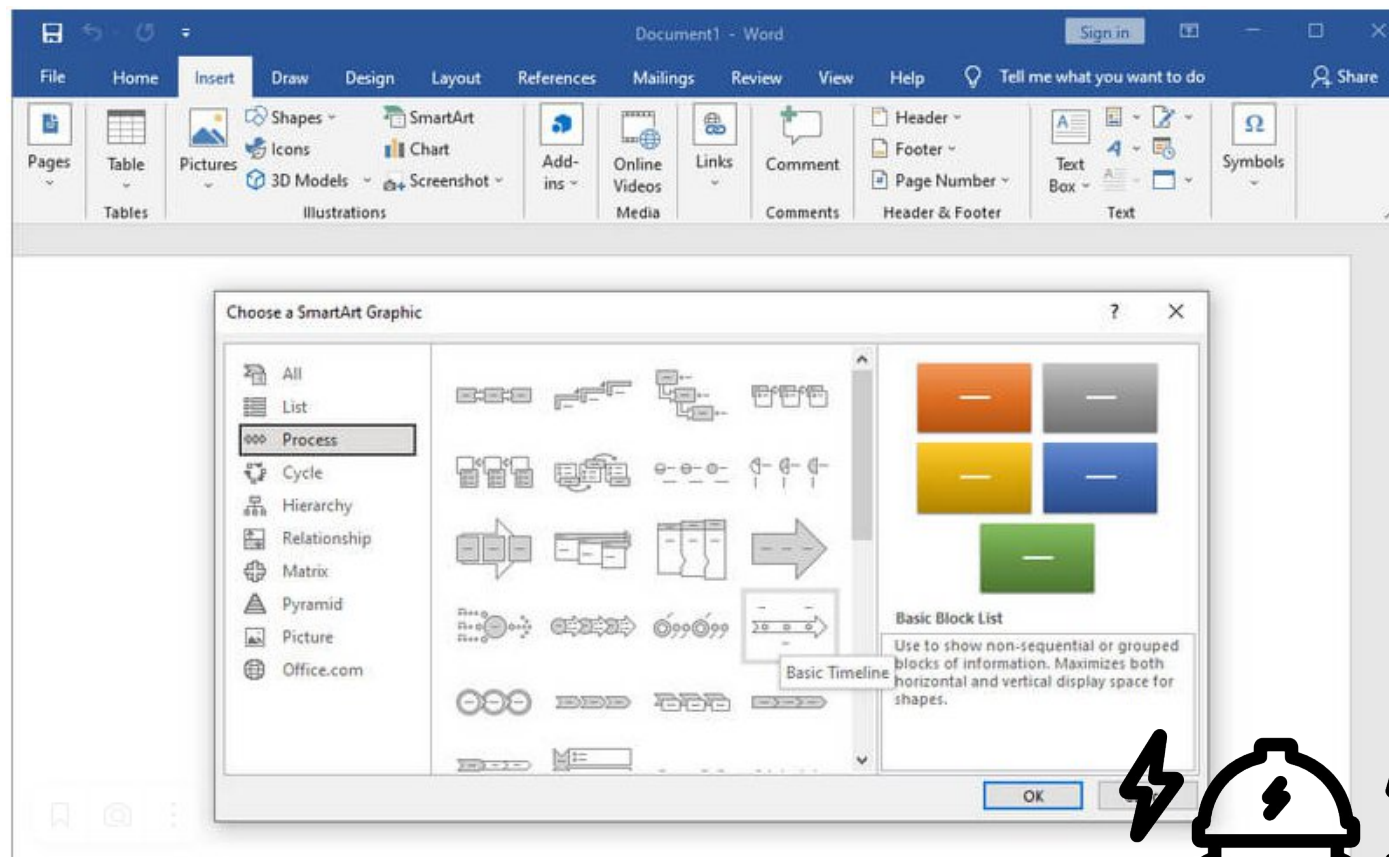 Document1 - Word
Sign in
File Home Insert Draw Design Layout References Mailings Review View Help Tell me what you want to do Share
Pages
Table
Tables
Pictures
Shapes
Icons
3D Models
SmartArt
Chart
Screenshot
Illustrations
Add-
ins
Online
Videos
Media
Links
Comment
Comments
Header
Footer
Page Number
Header & Footer
Text
Box
Text
Ω
Symbols
Choose a SmartArt Graphic
?
All
List
Process
Cycle
Hierarchy
Relationship
Matrix
Pyramid
Picture
Office.com
Basic Timeline
Basic Block List
Use to show non-sequential or grouped
blocks of information. Maximizes both
horizontal and vertical display space for
shapes.
OK